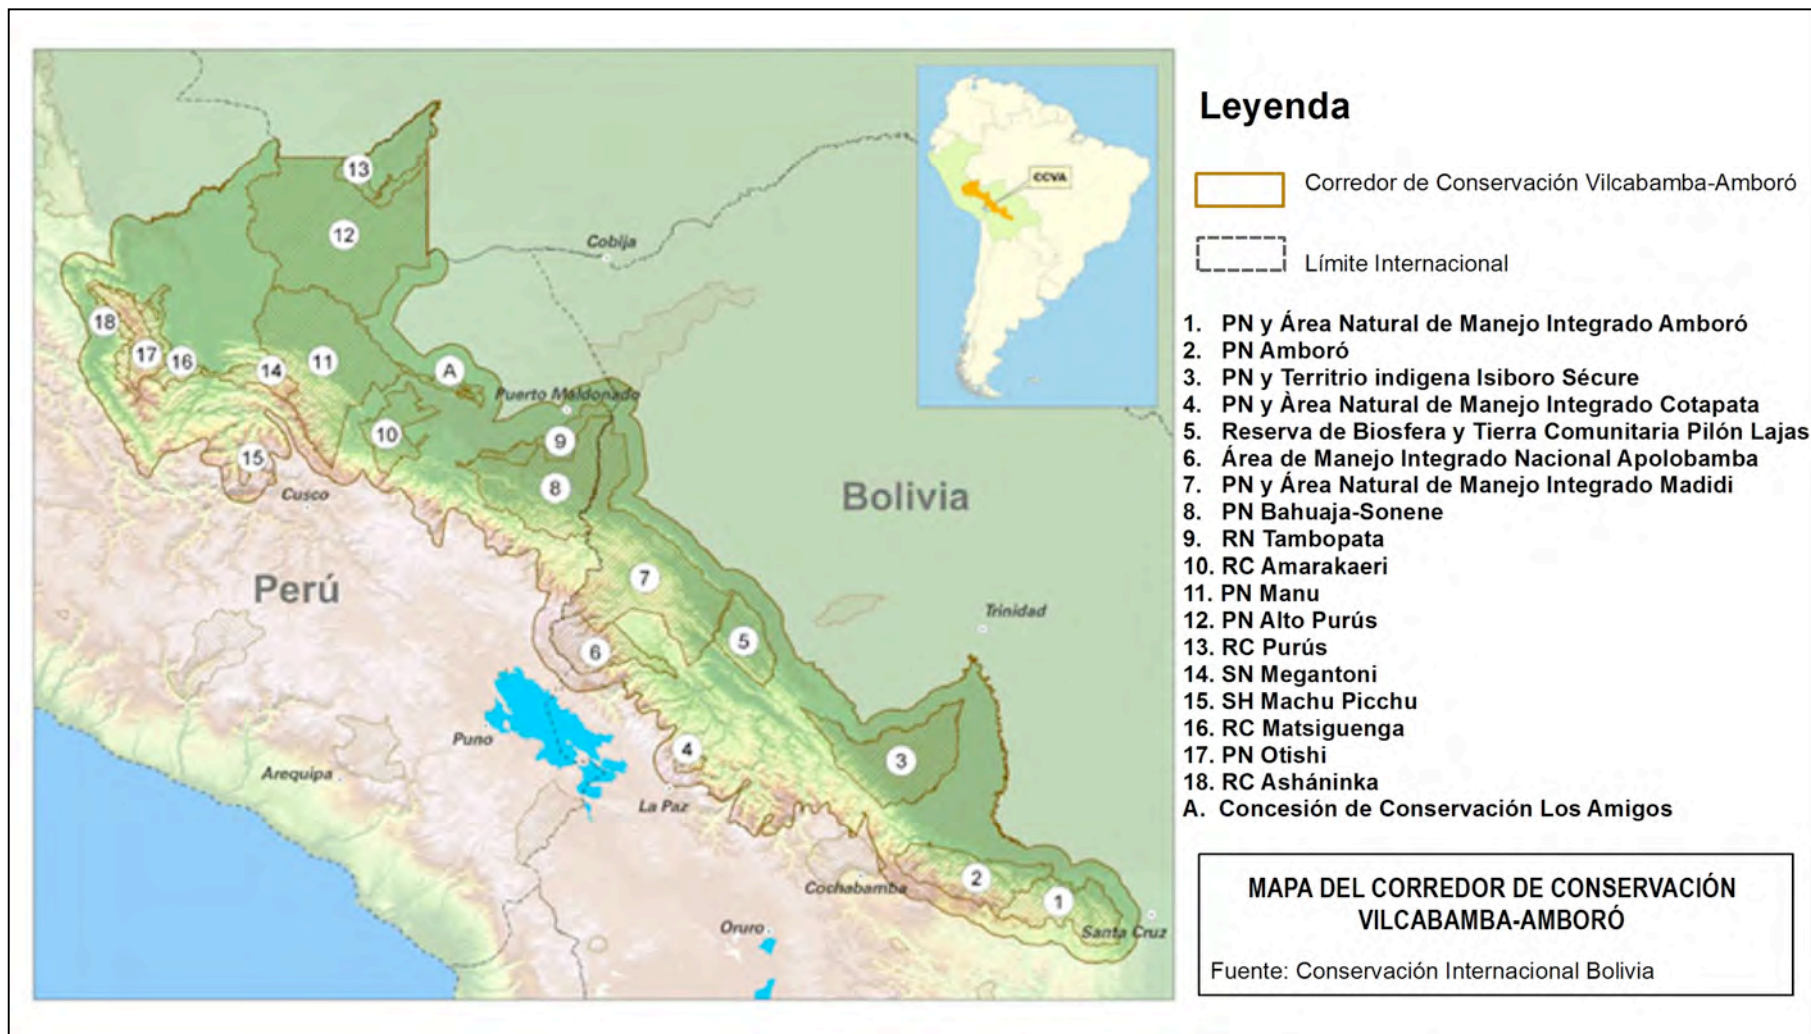 13
CCVA
12
Cobija
18
17
16
14
11
A
Puerto Maldonado
10
9
15
8
Cusco
Bolivia
Perú
7
Trinidad
5
6
Puno
4
3
Arequipa
La Paz
2
Cochabamba
1
Oruro
Santa Cruz
Leyenda
Corredor de Conservación Vilcabamba-Amboró
Límite Internacional
1. PN y Área Natural de Manejo Integrado Amboró
2. PN Amboró
3. PN y Territrio indigena Isiboro Sécure
4. PN y Àrea Natural de Manejo Integrado Cotapata
5. Reserva de Biosfera y Tierra Comunitaria Pilón Lajas
6. Área de Manejo Integrado Nacional Apolobamba
7. PN y Área Natural de Manejo Integrado Madidi
8. PN Bahuaja-Sonene
9. RN Tambopata
10. RC Amarakaeri
11. PN Manu
12. PN Alto Purús
13. RC Purús
14. SN Megantoni
15. SH Machu Picchu
16. RC Matsiguenga
17. PN Otishi
18. RC Asháninka
A. Concesión de Conservación Los Amigos
MAPA DEL CORREDOR DE CONSERVACIÓN
VILCABAMBA-AMBORÓ
Fuente: Conservación Internacional Bolivia